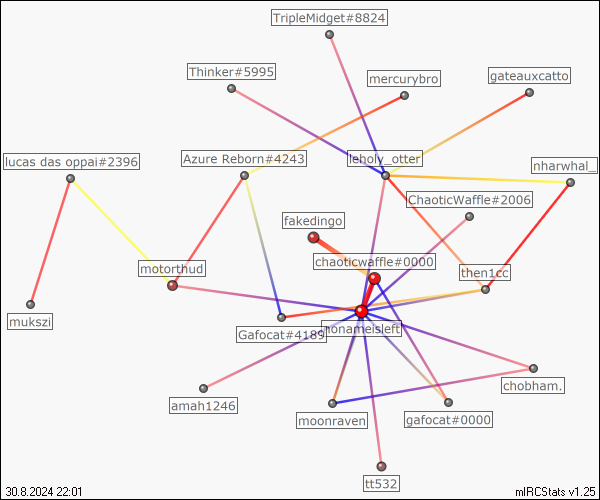 TripleMidget#8824
Thinker#5995
mercurybro
gateauxcatto
lucas das oppai#2396
Azure Reborn#4243
leholy_otter
nharwhal_
ChaoticWaffle#2006
fakedingo
chaoticwaffle#0000
motorthud
then1cc
mukszi
Gafocat#4189
nonameisleft
chobham.
amah1246
moonraven
gafocat#0000
tt532
30.8.2024 22:01
mIRCStats v1.25